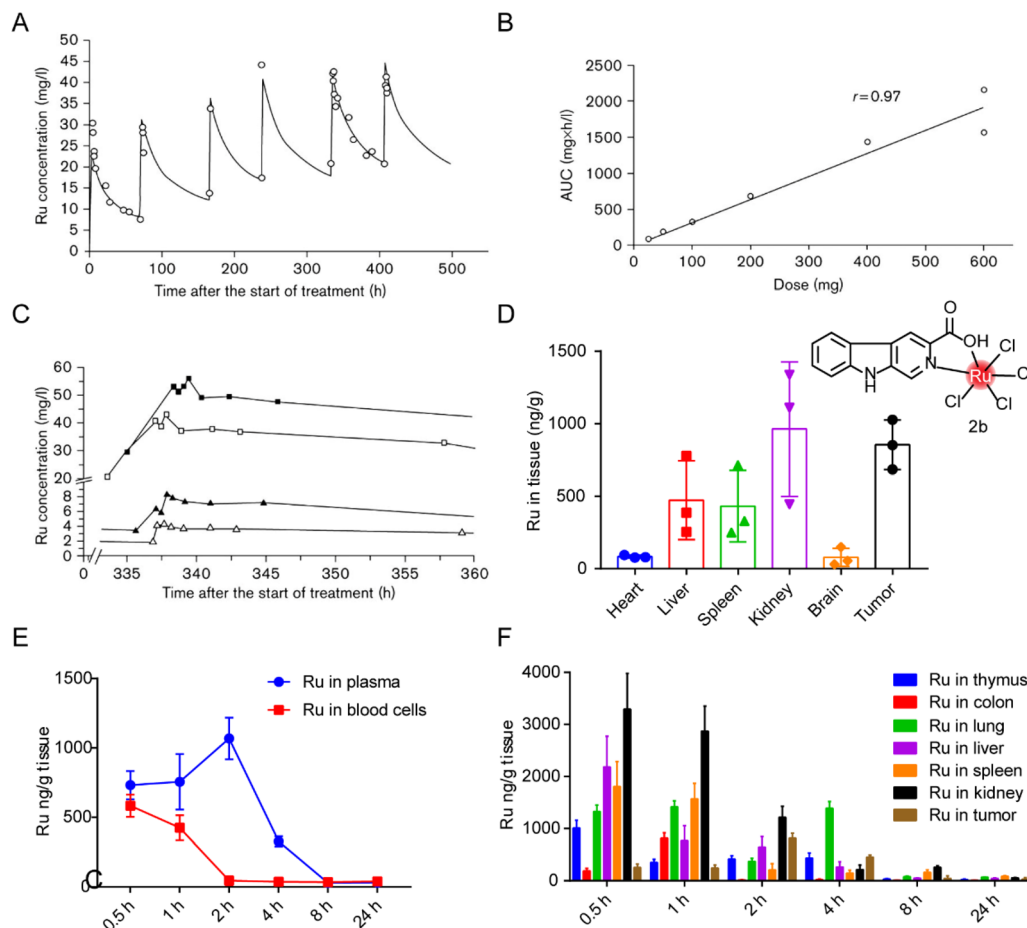 A
Ru concentration (mg/l)
50
45
40
35
30
25
20
15
10
5
0
0 100 200 300 400 500
Time after the start of treatment (h)
B
AUC (mg×h/l)
2500
2000
1500
1000
500
0
r=0.97
0 100 200 300 400 500 600 700
Dose (mg)
C
Ru concentration (mg/l)
60
50
40
30
20
8
6
4
2
0
335 340 345 350 355 360
Time after the start of treatment (h)
D
Ru in tissue (ng/g)
1500
1000
500
0
Heart Liver Spleen Kidney Brain Tumor
O
OH
Cl
N
Ru
C
N
H
Cl
Cl
2b
E
Ru ng/g tissue
1500
1000
500
C
0.5 h 1 h 2 h 4 h 8 h 24 h
Ru in plasma
Ru in blood cells
F
Ru ng/g tissue
4000
3000
2000
1000
0
0.5 h 1 h 2 h 4 h 8 h 24 h
Ru in thymus
Ru in colon
Ru in lung
Ru in liver
Ru in spleen
Ru in kidney
Ru in tumor